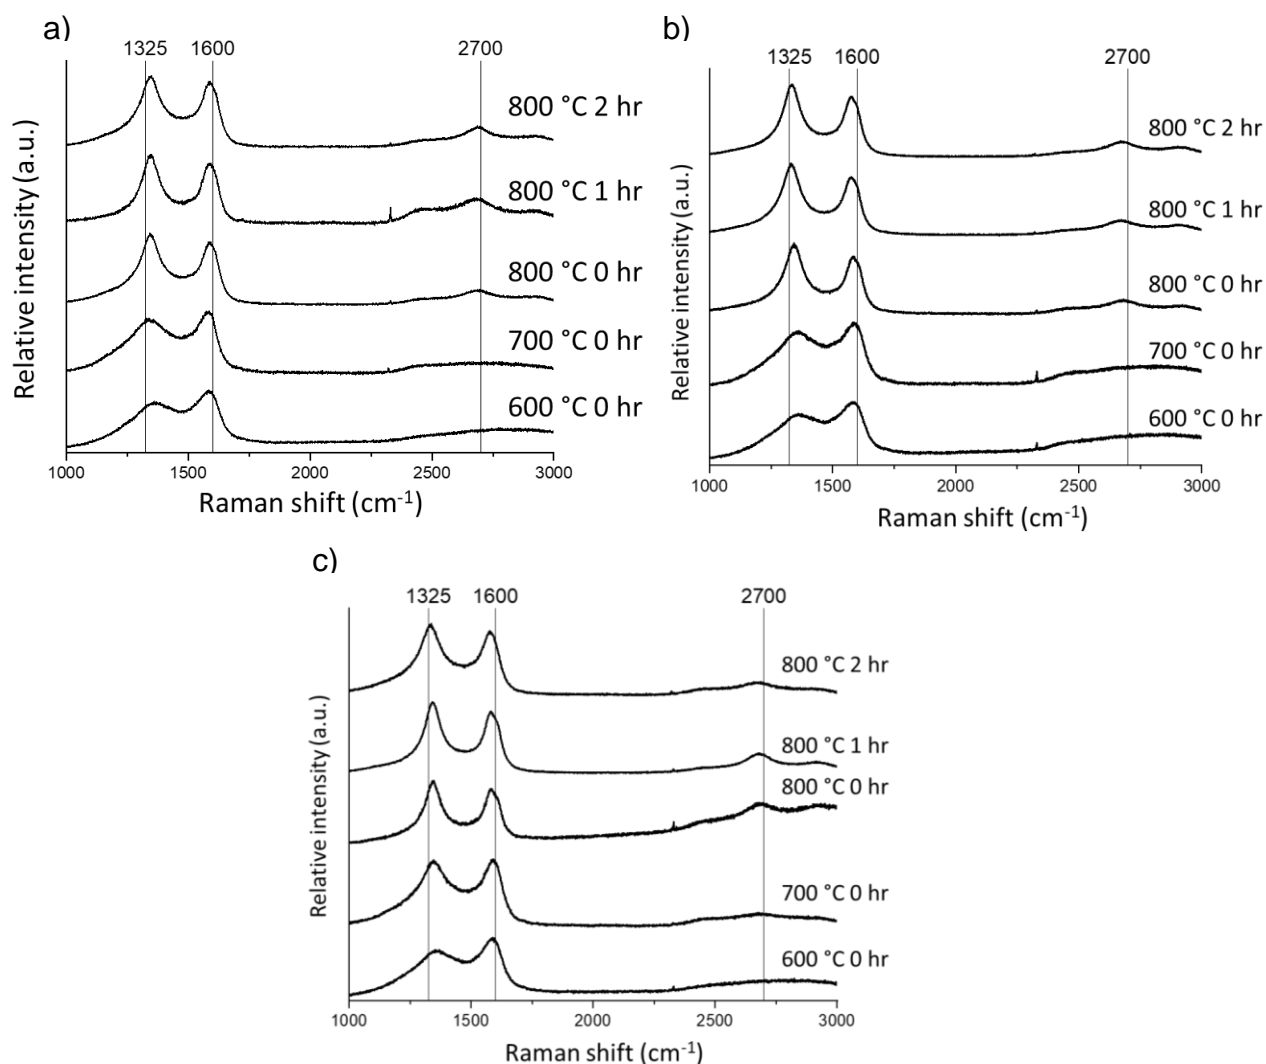 a)
1325 1600 2700
800 °C 2 hr
800 °C 1 hr
800 °C 0 hr
700 °C 0 hr
600 °C 0 hr
Relative intensity (a.u.)
1000 1500 2000 2500 3000
Raman shift (cm-1)
b)
1325 1600 2700
800 °C 2 hr
800 °C 1 hr
800 °C 0 hr
700 °C 0 hr
600 °C 0 hr
Relative intensity (a.u.)
1000 1500 2000 2500 3000
Raman shift (cm-1)
c)
1325 1600 2700
800 °C 2 hr
800 °C 1 hr
800 °C 0 hr
700 °C 0 hr
600 °C 0 hr
Relative intensity (a.u.)
1000 1500 2000 2500 3000
Raman shift (cm-1)